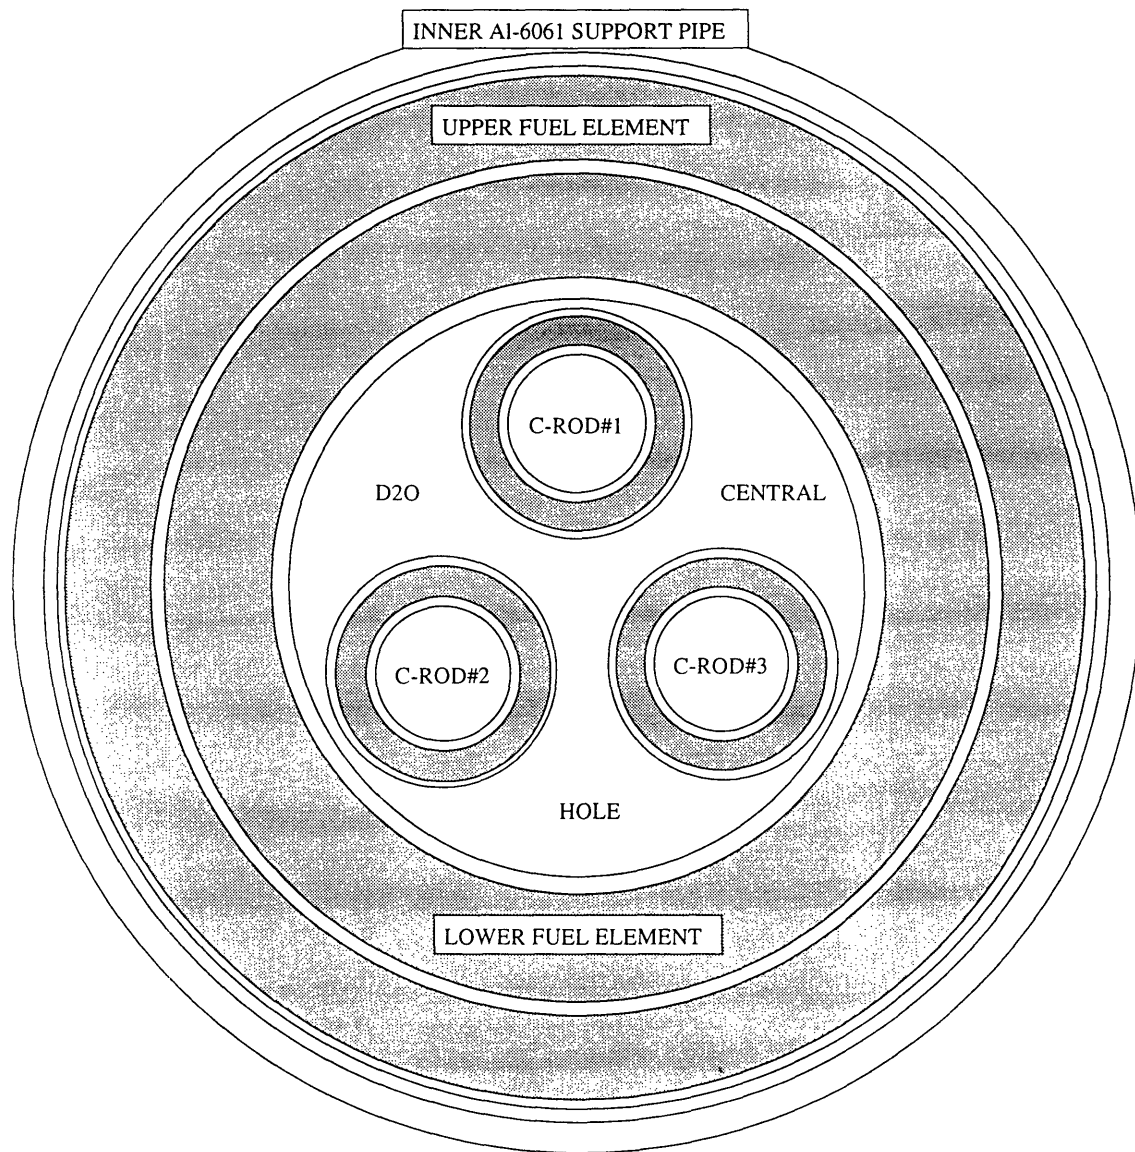 INNER Al-6061 SUPPORT PIPE
UPPER FUEL ELEMENT
C-ROD#1
D2O
CENTRAL
C-ROD#2
C-ROD#3
HOLE
LOWER FUEL ELEMENT